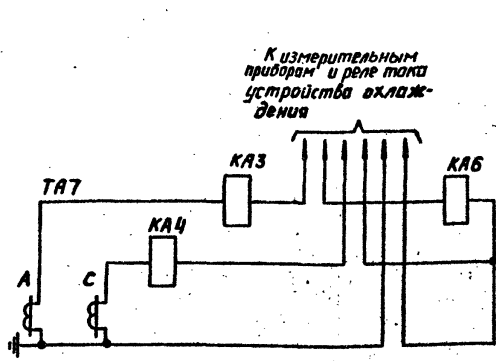 К измерительным
приборам и реле тока
устройства охлаж-
дения
КА3
КА6
ТА7
КА4
А
С